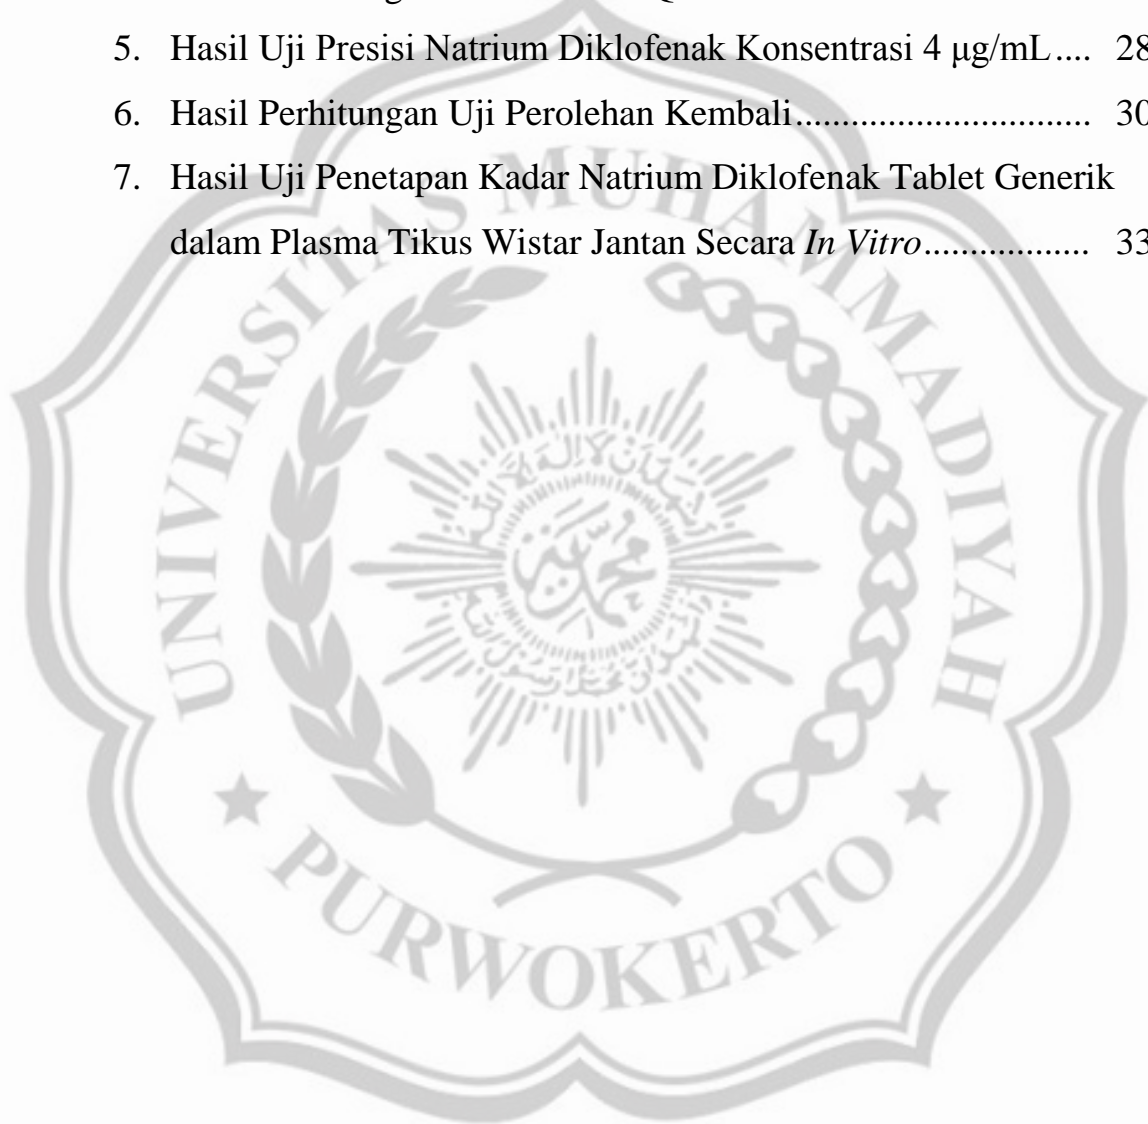 5. Hasil Uji Presisi Natrium Diklofenak Konsentrasi 4 μg/mL.... 28
6. Hasil Perhitungan Uji Perolehan Kembali................................ 30
7. Hasil Uji Penetapan Kadar Natrium Diklofenak Tablet Generik
dalam Plasma Tikus Wistar Jantan Secara In Vitro.................. 33
UNIVERSITAS MUHAMMADIYAH
PURWOKERTO